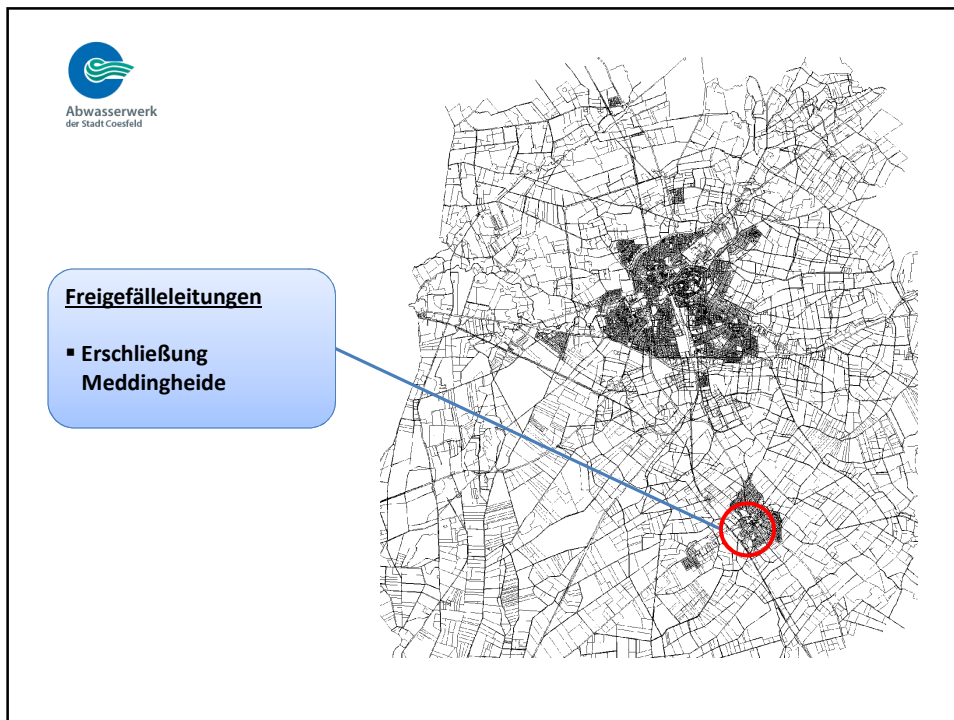 Abwasserwerk
der Stadt Coesfeld
Freigefälleleitungen
▪ Erschließung
Meddingheide